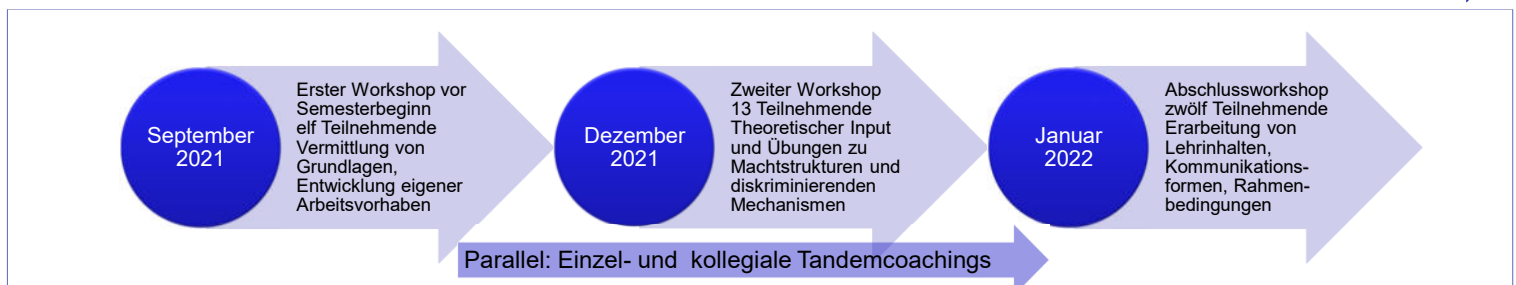 September
2021
Erster Workshop vor
Semesterbeginn
elf Teilnehmende
Vermittlung von
Grundlagen,
Entwicklung eigener
Arbeitsvorhaben
Dezember
2021
Zweiter Workshop
13 Teilnehmende
Theoretischer Input
und Übungen zu
Machtstrukturen und
diskriminierenden
Mechanismen
Januar
2022
Abschlussworkshop
zwölf Teilnehmende
Erarbeitung von
Lehrinhalten,
Kommunikations-
formen, Rahmen-
bedingungen
Parallel: Einzel- und kollegiale Tandemcoachings